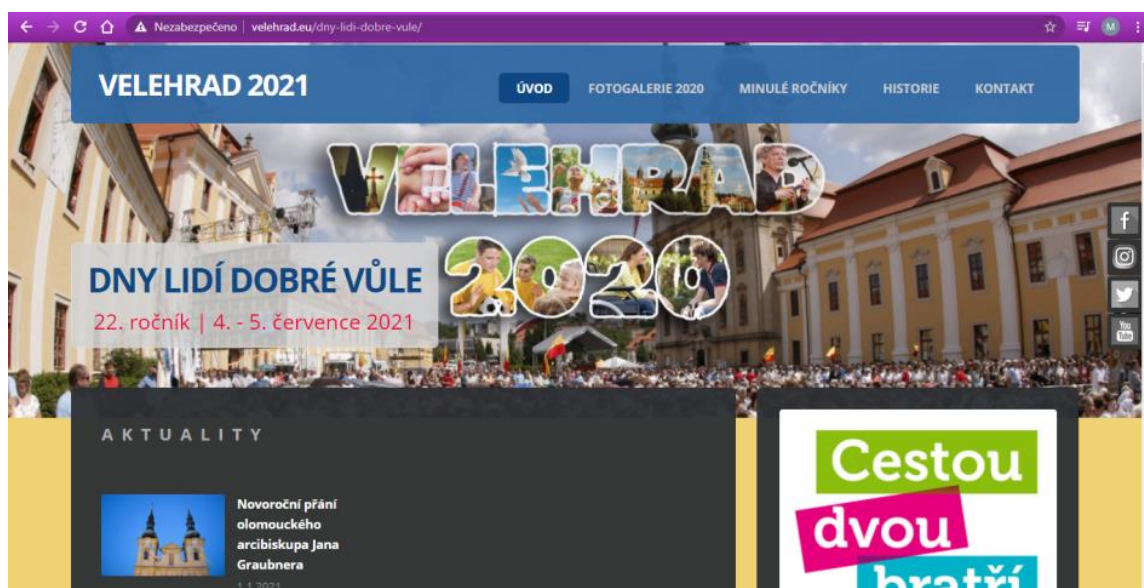 Nezabezpečeno | velehrad.eu/dny-lidi-dobre-vule/
M
VELEHRAD 2021
ÚVOD FOTOGALERIE 2020 MINULÉ ROČNÍKY HISTORIE KONTAKT
VELEHRAD
2020
DNY LIDÍ DOBRÉ VŮLE
22. ročník | 4. - 5. července 2021
You
Tube
AKTUALITY
Novoroční přání
olomouckého
arcibiskupa Jana
Graubnera
1.1.2021
Cestou
dvou
bratří